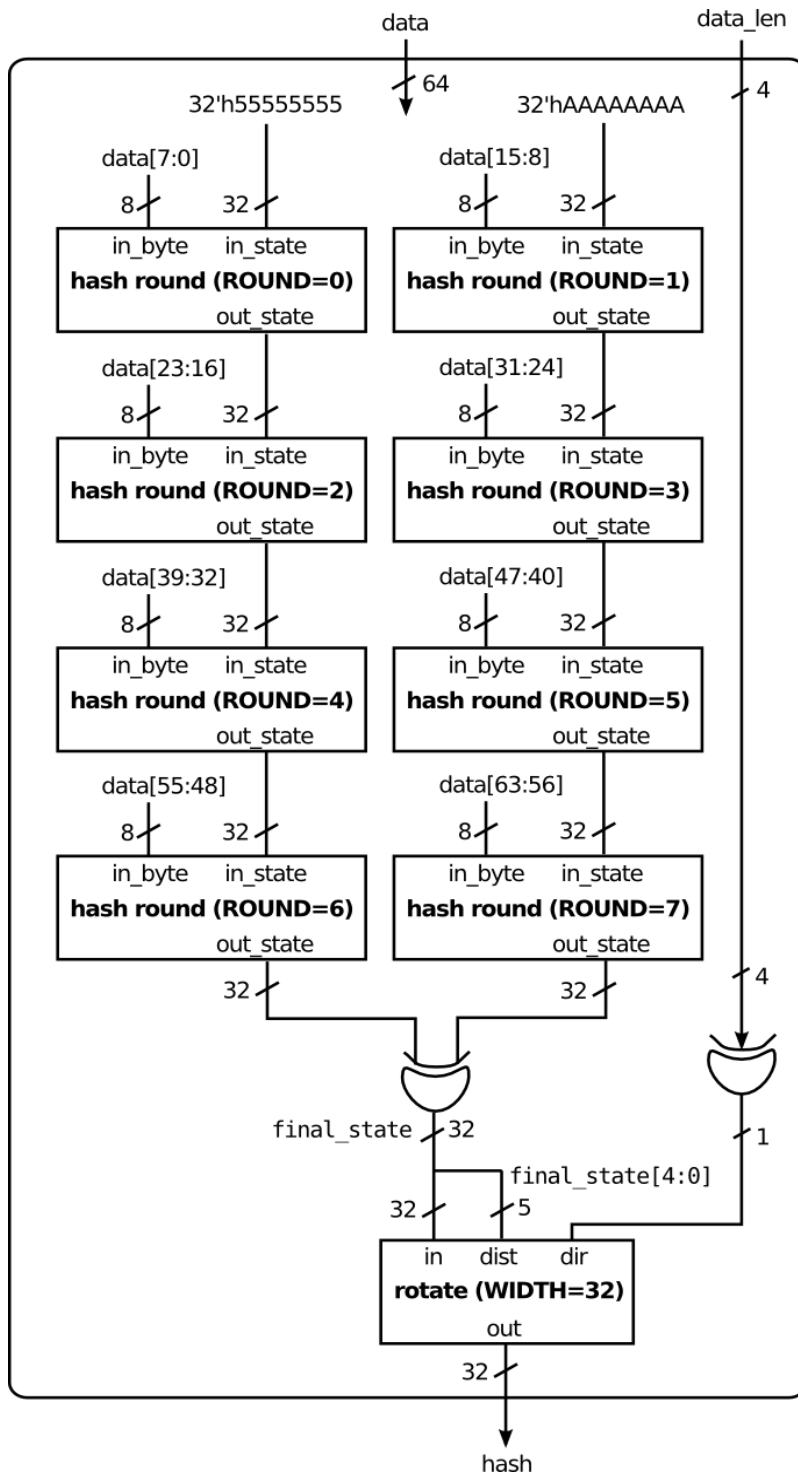 data data_len
64 4
32'h55555555 32'hAAAAAAAA
data[7:0] data[15:8]
8 32 8 32
in_byte in_state in_byte in_state
hash round (ROUND=0) hash round (ROUND=1)
out_state out_state
data[23:16] data[31:24]
8 32 8 32
in_byte in_state in_byte in_state
hash round (ROUND=2) hash round (ROUND=3)
out_state out_state
data[39:32] data[47:40]
8 32 8 32
in_byte in_state in_byte in_state
hash round (ROUND=4) hash round (ROUND=5)
out_state out_state
data[55:48] data[63:56]
8 32 8 32
in_byte in_state in_byte in_state
hash round (ROUND=6) hash round (ROUND=7)
out_state out_state
32 32 4
final_state 32 1
final_state[4:0]
32 5
in dist dir
rotate (WIDTH=32)
out
32
hash